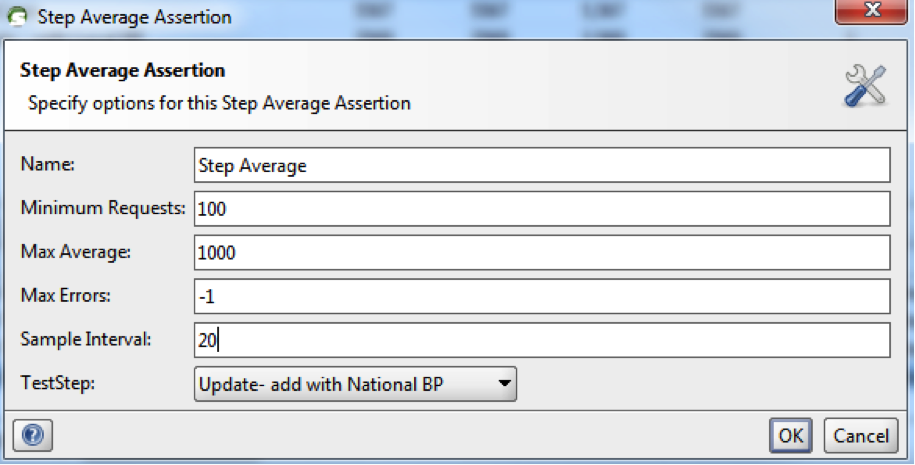 Step Average Assertion
Step Average Assertion
Specify options for this Step Average Assertion
Name: Step Average
Minimum Requests: 100
Max Average: 1000
Max Errors: -1
Sample Interval: 20
TestStep: Update- add with National BP
OK Cancel